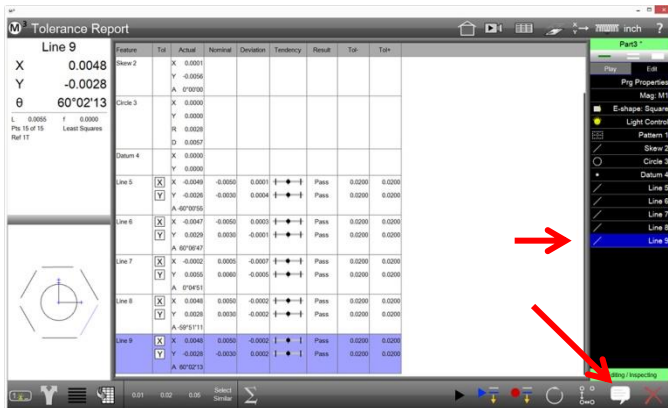 M³ Tolerance Report
inch ?
Line 9
X 0.0048
Y -0.0028
θ 60°02'13
L 0.0055 f 0.0000
Pts 15 of 15 Least Squares
Ref 17
Feature Tol Actual Nominal Deviation Tendency Result Tol- Tol+
Skew 2 X 0.0001
Y -0.0056
A 0°00'00
Circle 3 X 0.0000
Y 0.0000
R 0.0028
D 0.0057
Datum 4 X 0.0000
Y 0.0000
Line 5 X X -0.0049 -0.0050 0.0001 Pass 0.0200 0.0200
Y Y -0.0026 -0.0030 0.0004 Pass 0.0200 0.0200
A -60°00'55
Line 6 X X -0.0047 -0.0050 0.0003 Pass 0.0200 0.0200
Y Y 0.0029 0.0030 -0.0001 Pass 0.0200 0.0200
A 60°06'47
Line 7 X X -0.0002 0.0005 -0.0007 Pass 0.0200 0.0200
Y Y 0.0055 0.0060 -0.0005 Pass 0.0200 0.0200
A 0°04'51
Line 8 X X 0.0048 0.0050 -0.0002 Pass 0.0200 0.0200
Y Y 0.0028 0.0030 -0.0002 Pass 0.0200 0.0200
A -59°51'11
Line 9 X X 0.0048 0.0050 -0.0002 Pass 0.0200 0.0200
Y Y -0.0028 -0.0030 0.0002 Pass 0.0200 0.0200
A 60°02'13
Part3 *
Play Edit
Prg Properties
Mag: M1
E-shape: Square
Light Control
Pattern 1
Skew 2
Circle 3
Datum 4
Line 5
Line 6
Line 7
Line 8
Line 9
Editing / Inspecting
0.01 0.02 0.05 Select Similar Σ